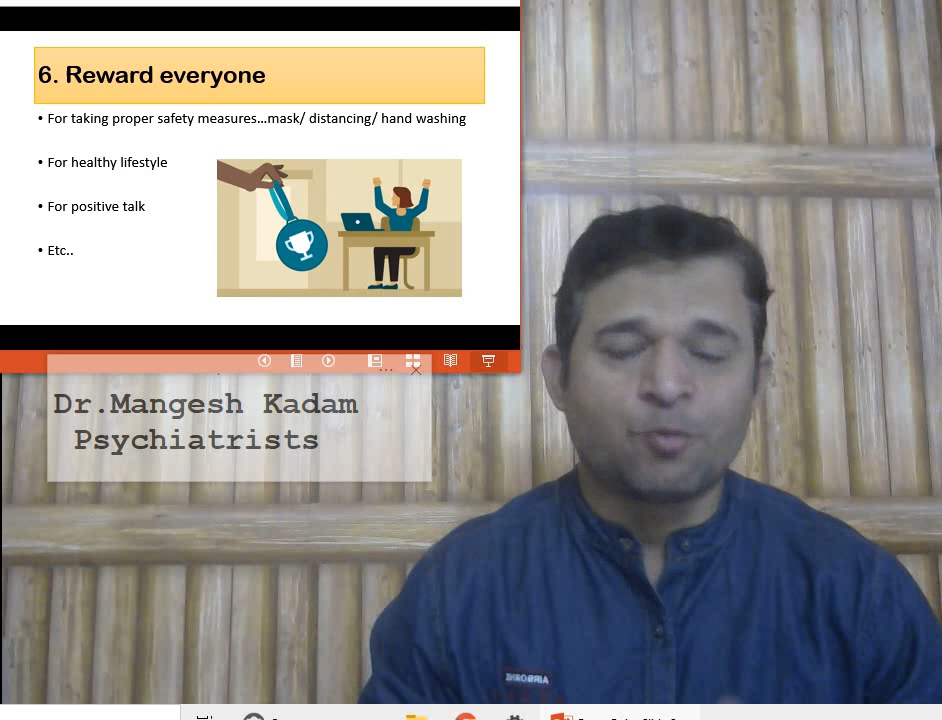 6. Reward everyone
• For taking proper safety measures...mask/ distancing/ hand washing
• For healthy lifestyle
• For positive talk
• Etc..
Dr.Mangesh Kadam
Psychiatrists
AIRBORNE